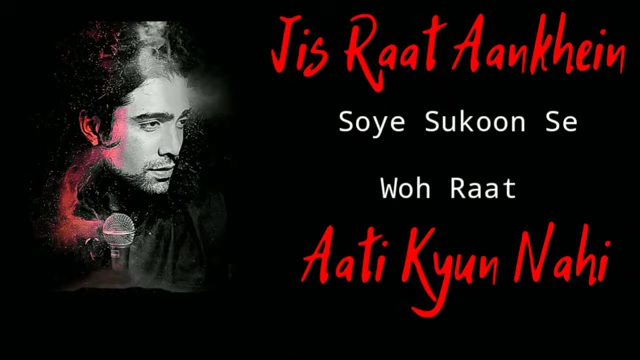 Jis Raat Aankhein
Soye Sukoon Se
Woh Raat
Aati Kyun Nahi